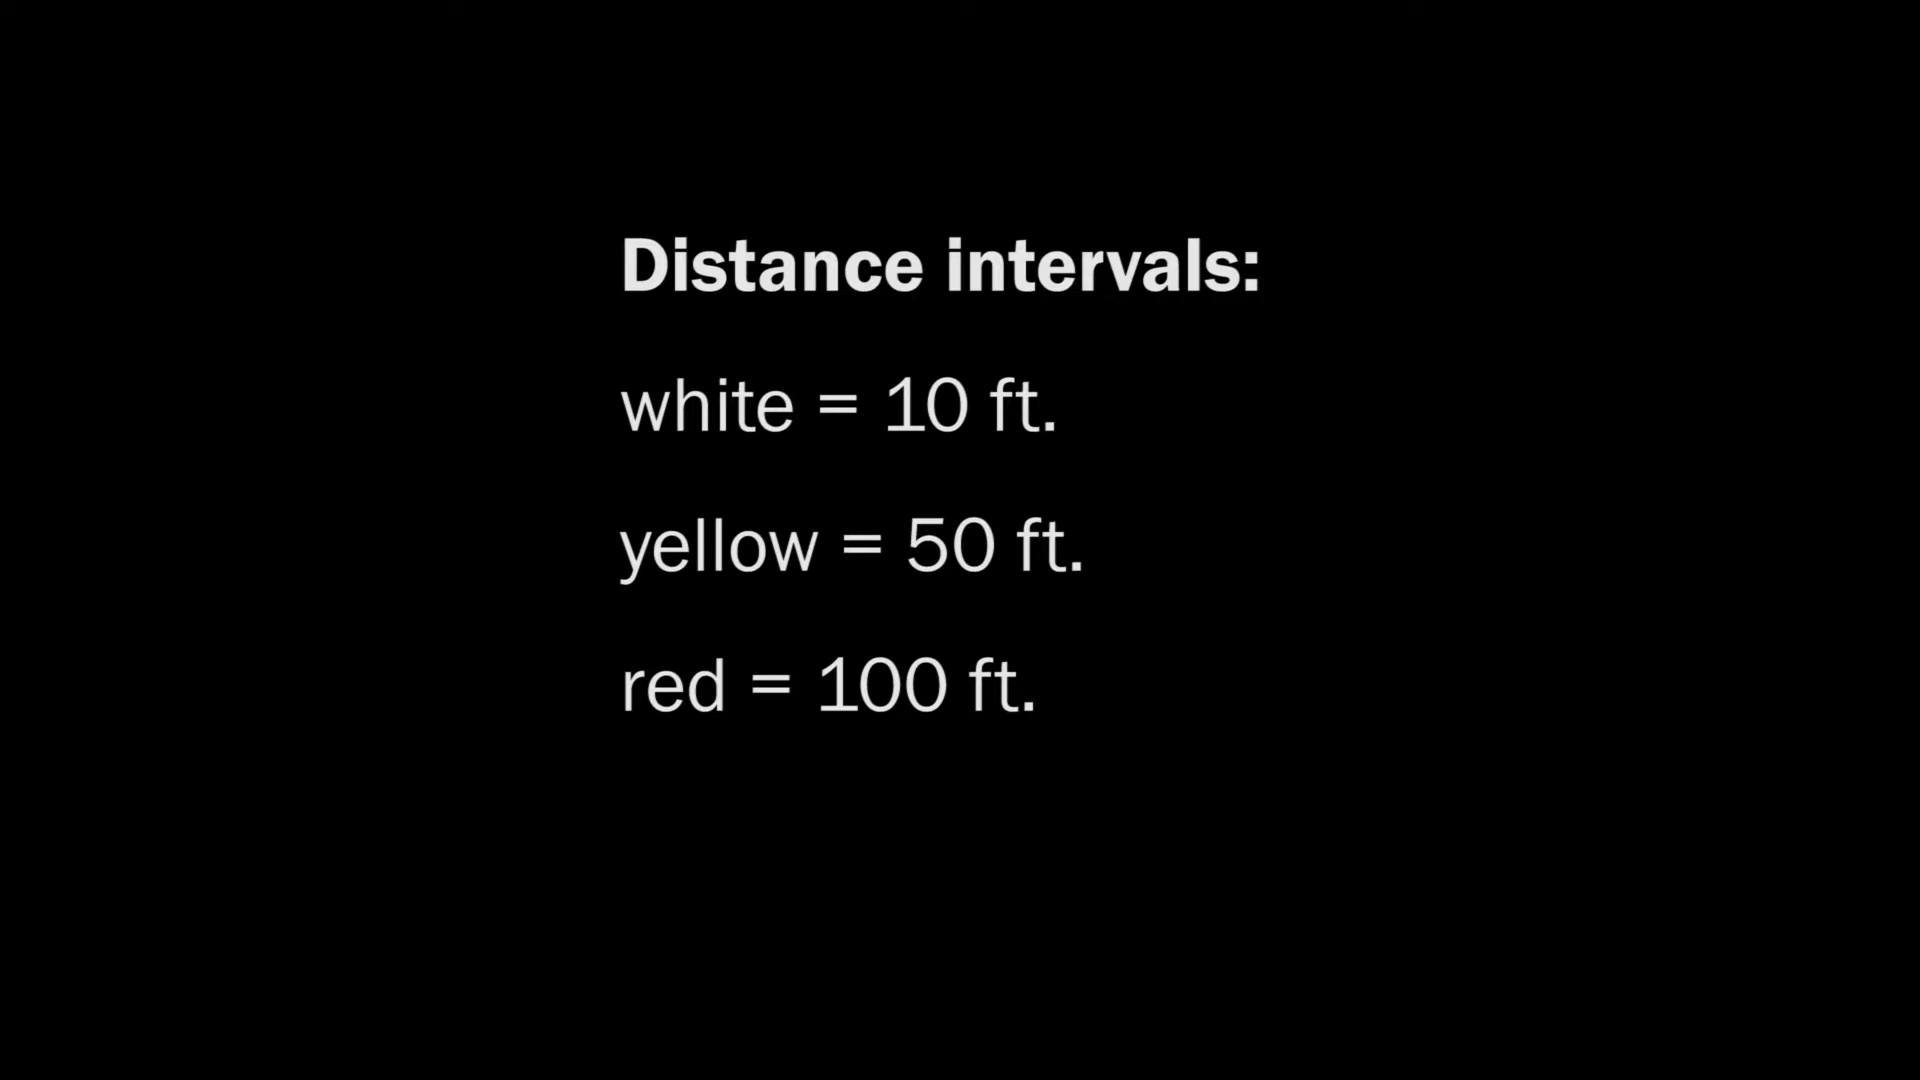 Distance intervals:
white = 10 ft.
yellow = 50 ft.
red = 100 ft.